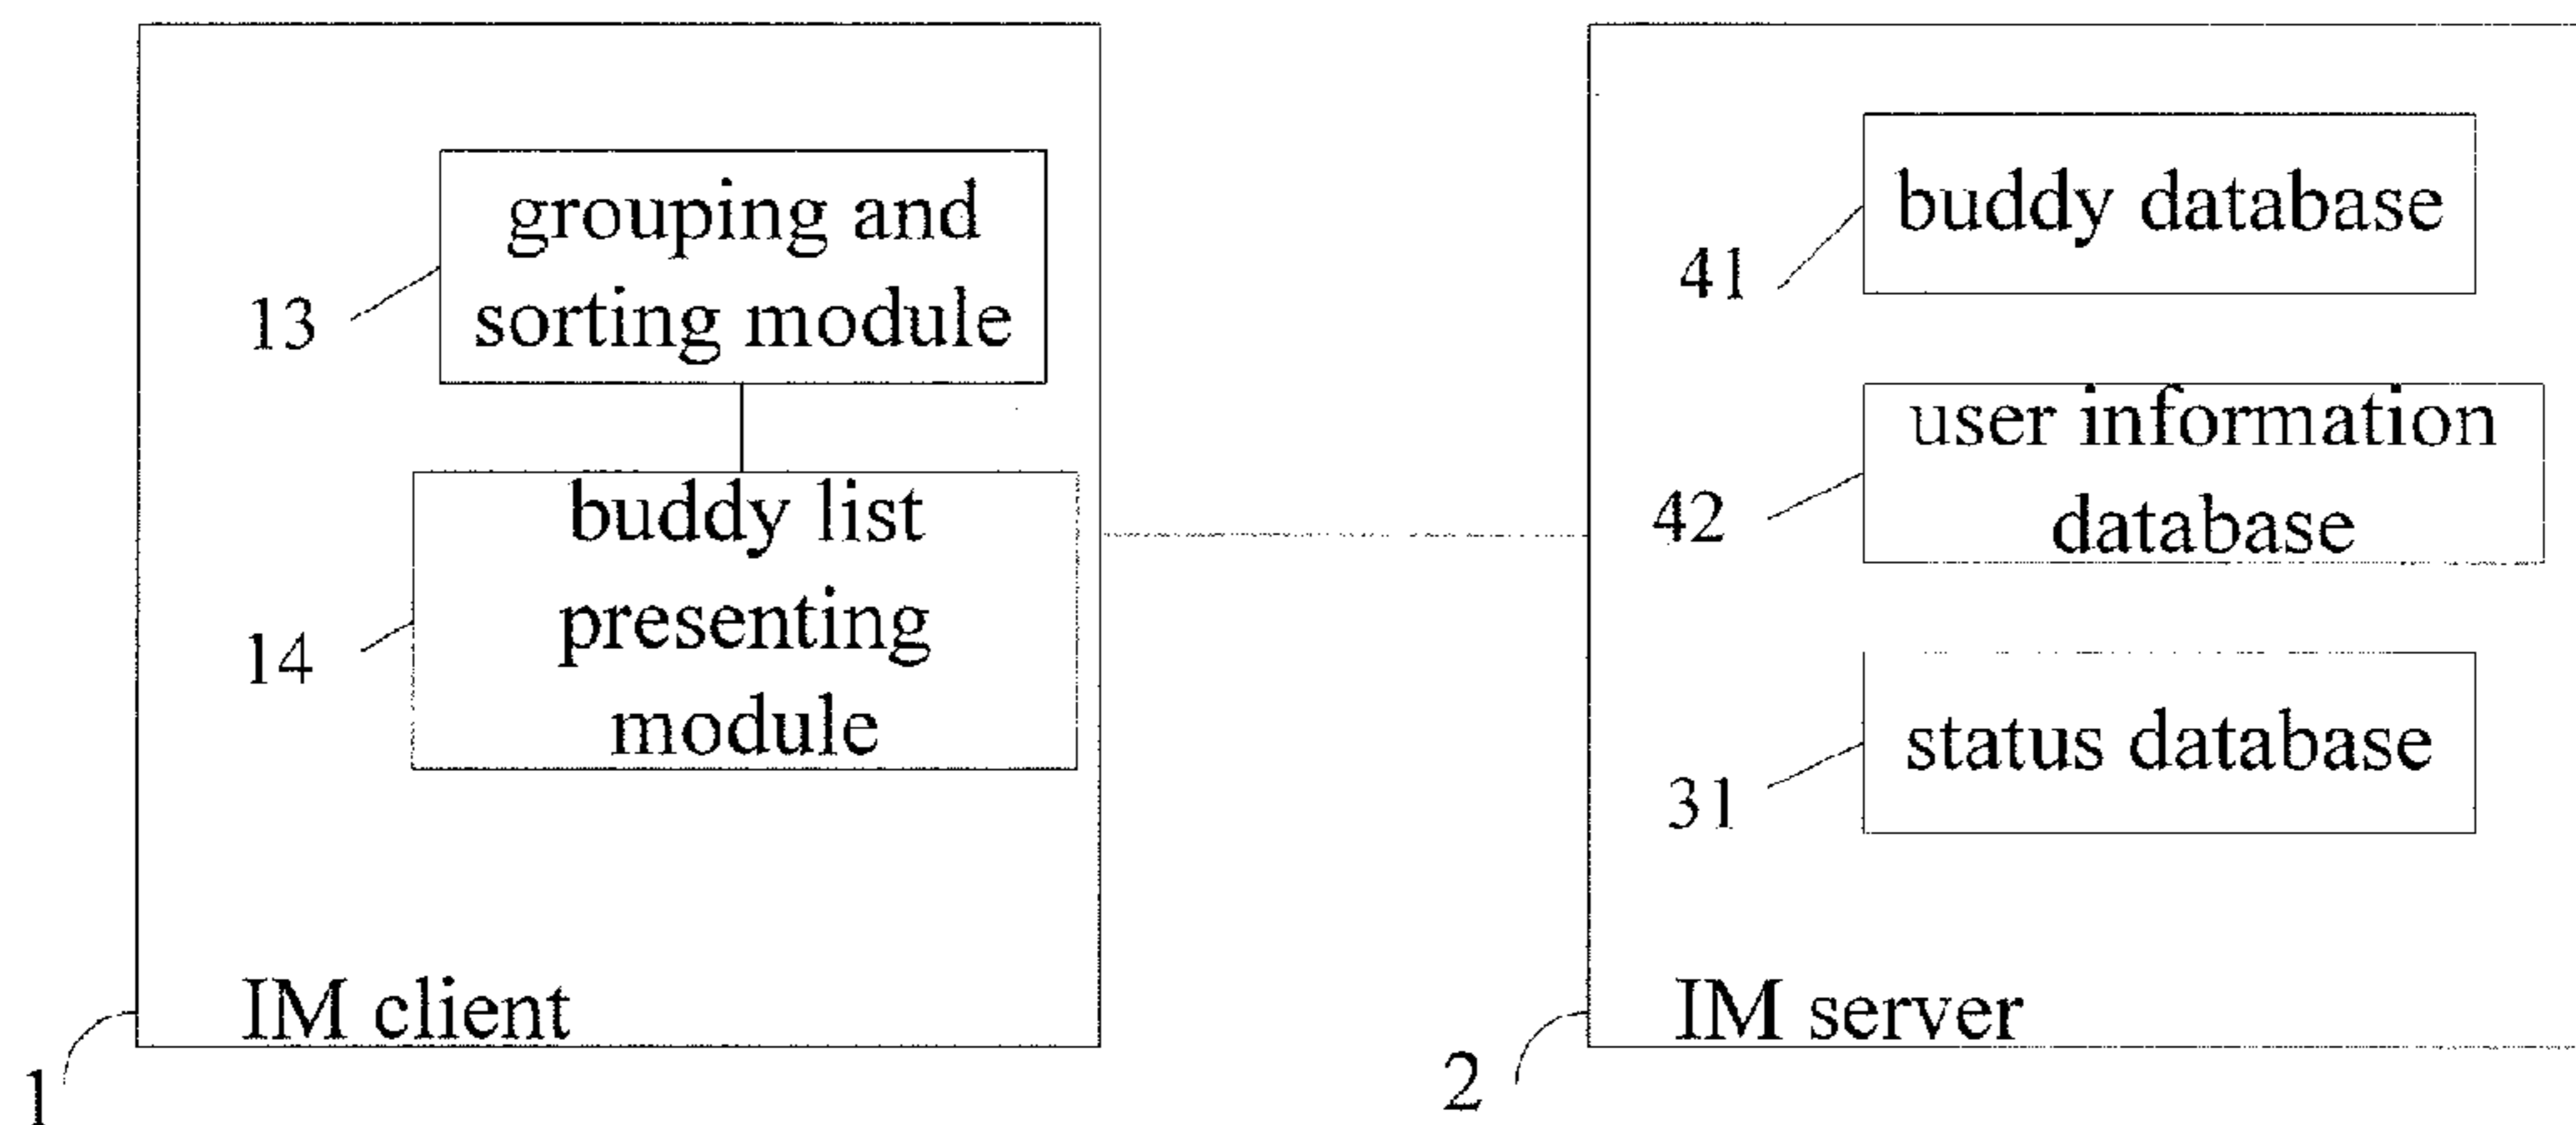 grouping and
sorting module
13
buddy list
presenting
module
14
IM client
1
buddy database
41
user information
database
42
status database
31
IM server
2